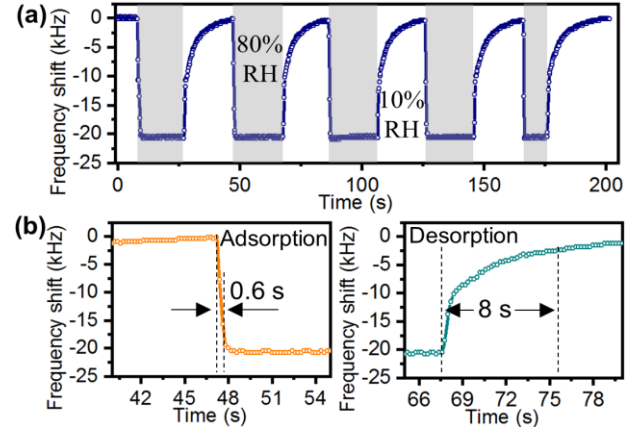 (a)
Frequency shift (kHz)
0
-5
-10
-15
-20
-25
80%
RH
10%
RH
0 50 100 150 200
Time (s)
(b)
Frequency shift (kHz)
0
-5
-10
-15
-20
-25
Adsorption
0.6 s
42 45 48 51 54
Time (s)
Frequency shift (kHz)
0
-5
-10
-15
-20
-25
Desorption
8 s
66 69 72 75 78
Time (s)